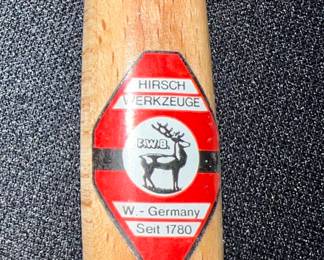 HIRSCH
WERKZEUGE
F.W.B.
W.-Germany
Seit 1780